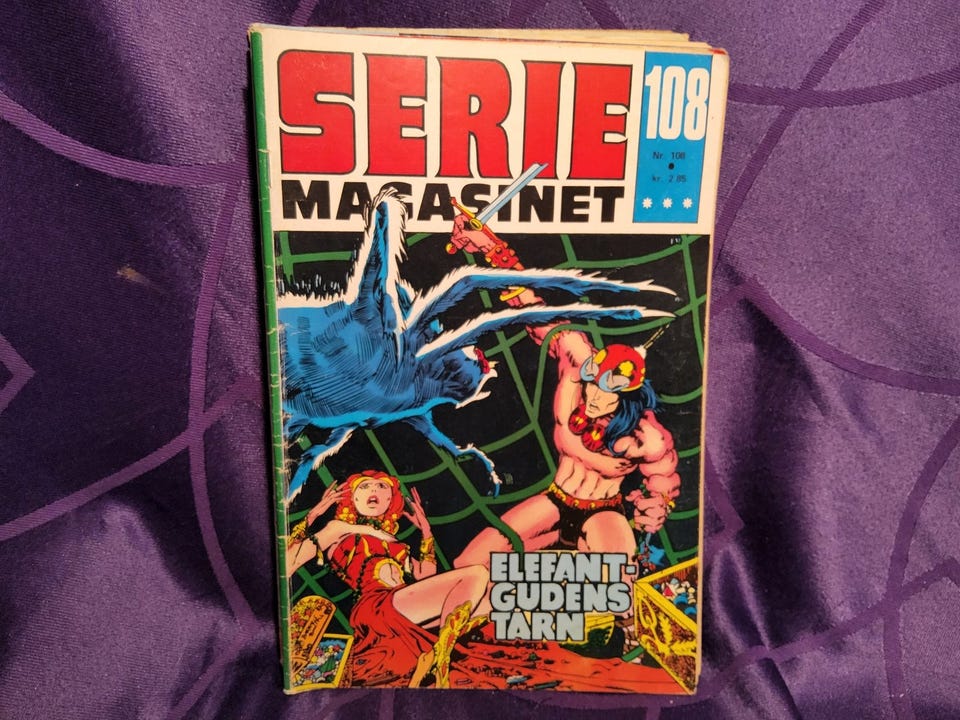 SERIE
MAGASINET
108
Nr. 108
kr. 2.85
ELEFANT-
GUDENS
TÅRN